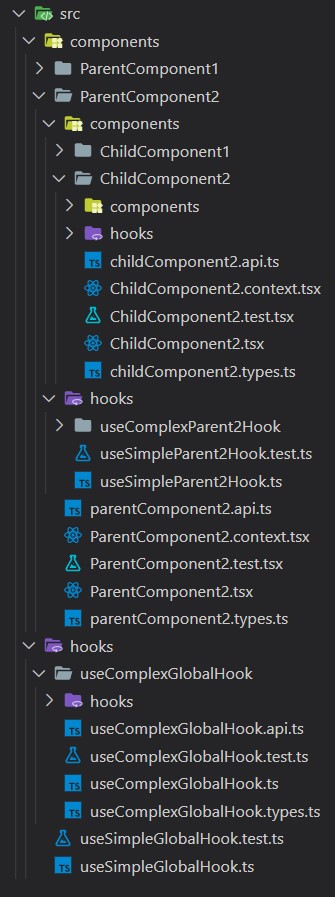 src
components
ParentComponent1
ParentComponent2
components
ChildComponent1
ChildComponent2
components
hooks
TS childComponent2.api.ts
ChildComponent2.context.tsx
ChildComponent2.test.tsx
ChildComponent2.tsx
TS childComponent2.types.ts
hooks
useComplexParent2Hook
useSimpleParent2Hook.test.ts
TS useSimpleParent2Hook.ts
TS parentComponent2.api.ts
ParentComponent2.context.tsx
ParentComponent2.test.tsx
ParentComponent2.tsx
TS parentComponent2.types.ts
hooks
useComplexGlobalHook
hooks
TS useComplexGlobalHook.api.ts
useComplexGlobalHook.test.ts
TS useComplexGlobalHook.ts
TS useComplexGlobalHook.types.ts
useSimpleGlobalHook.test.ts
TS useSimpleGlobalHook.ts